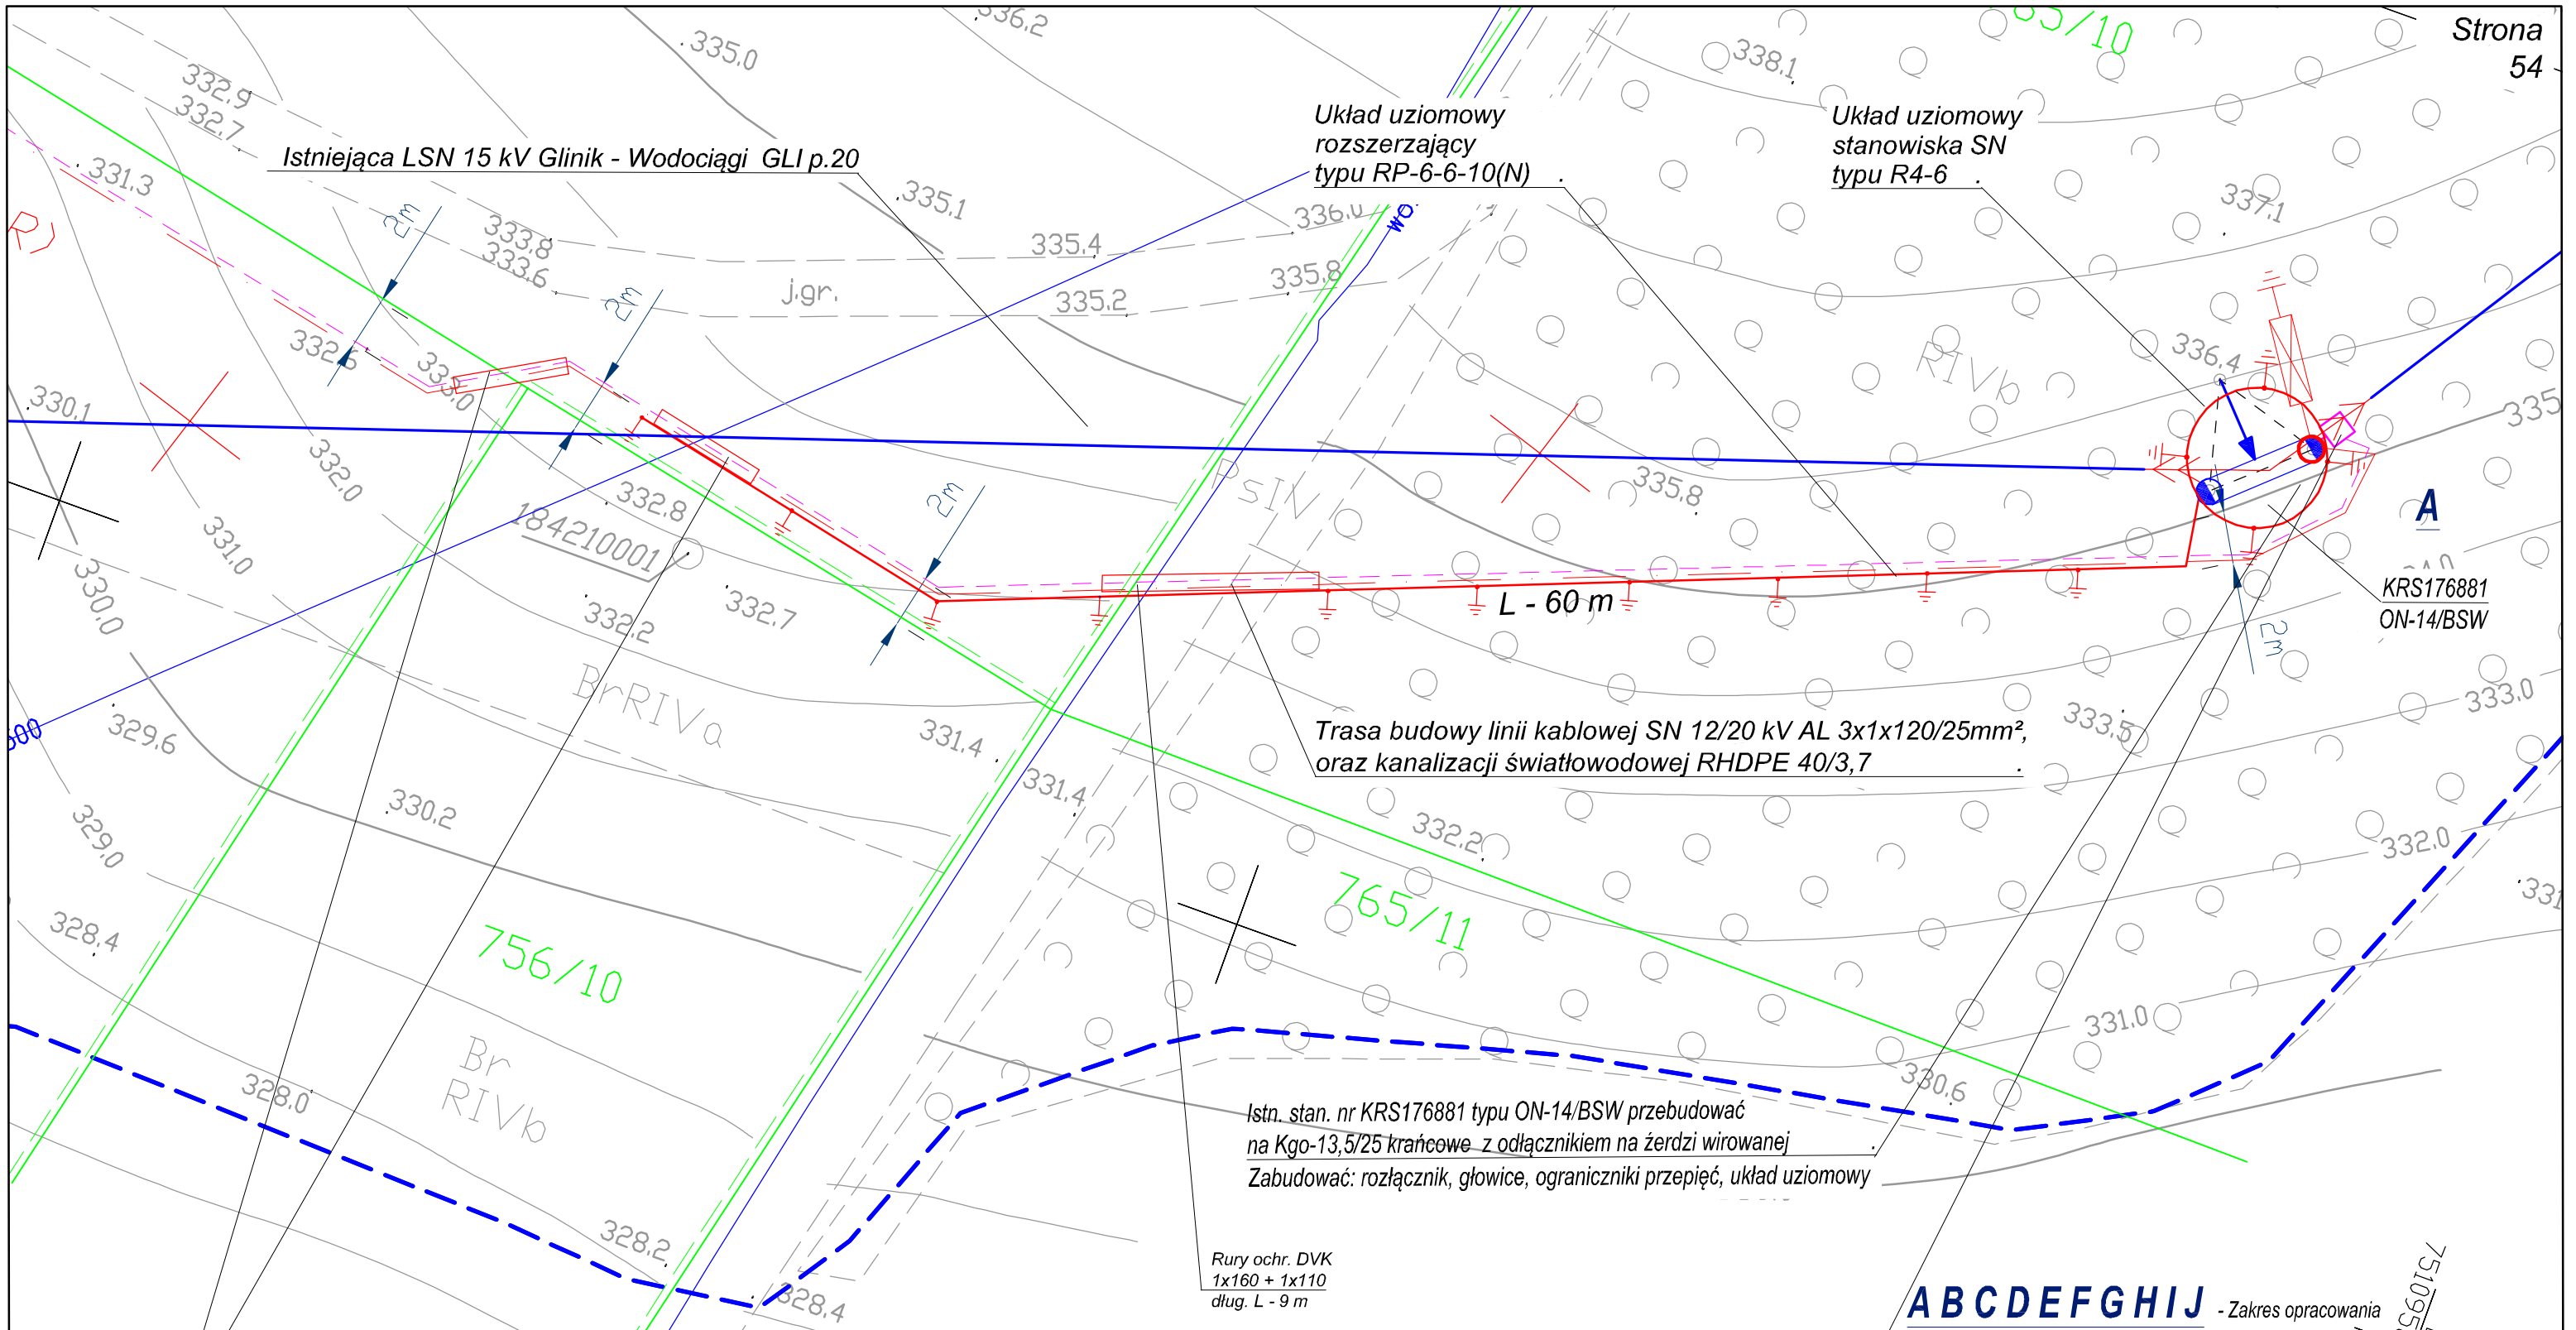 Strona
54
336.2
335.0
338.1
332.9
332.7
331.3
Istniejąca LSN 15 kV Glinik - Wodociągi GLI p.20
Układ uziomowy
rozszerzający
typu RP-6-6-10(N)
Układ uziomowy
stanowiska SN
typu R4-6
335.1
337.1
2m
333.8
333.6
335.4
335.8
335.2
j.gr.
2m
332.6
333.0
336.4
RIVb
330.1
332.0
332.8
2m
PsIV
335.8
A
184210001
331.0
330.0
332.2
332.7
L - 60 m
KRS176881
ON-14/BSW
2m
BrRIVa
329.6
331.4
333.5
333.0
Trasa budowy linii kablowej SN 12/20 kV AL 3x1x120/25mm²,
oraz kanalizacji światłowodowej RHDPE 40/3,7
331.4
330.2
329.0
332.2
332.0
765/11
328.4
756/10
331.0
Br
RIVb
328.0
330.6
Istn. stan. nr KRS176881 typu ON-14/BSW przebudować
na Kgo-13,5/25 krańcowe z odłącznikiem na żerdzi wirowanej
Zabudować: rozłącznik, głowice, ograniczniki przepięć, układ uziomowy
328.2
Rury ochr. DVK
1x160 + 1x110
dług. L - 9 m
328.4
A B C D E F G H I J - Zakres opracowania